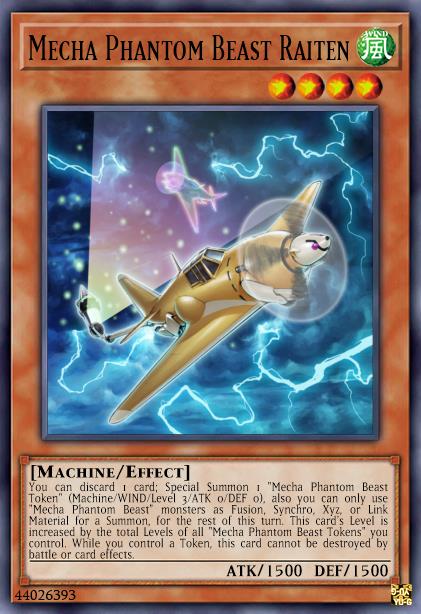 MECHA PHANTOM BEAST RAITEN
WIND
風
[MACHINE/EFFECT]
You can discard 1 card; Special Summon 1 "Mecha Phantom Beast
Token" (Machine/WIND/Level 3/ATK 0/DEF 0), also you can only use
"Mecha Phantom Beast" monsters as Fusion, Synchro, Xyz, or Link
Material for a Summon, for the rest of this turn. This card's Level is
increased by the total Levels of all "Mecha Phantom Beast Tokens" you
control. While you control a Token, this card cannot be destroyed by
battle or card effects.
ATK/1500 DEF/1500
44026393